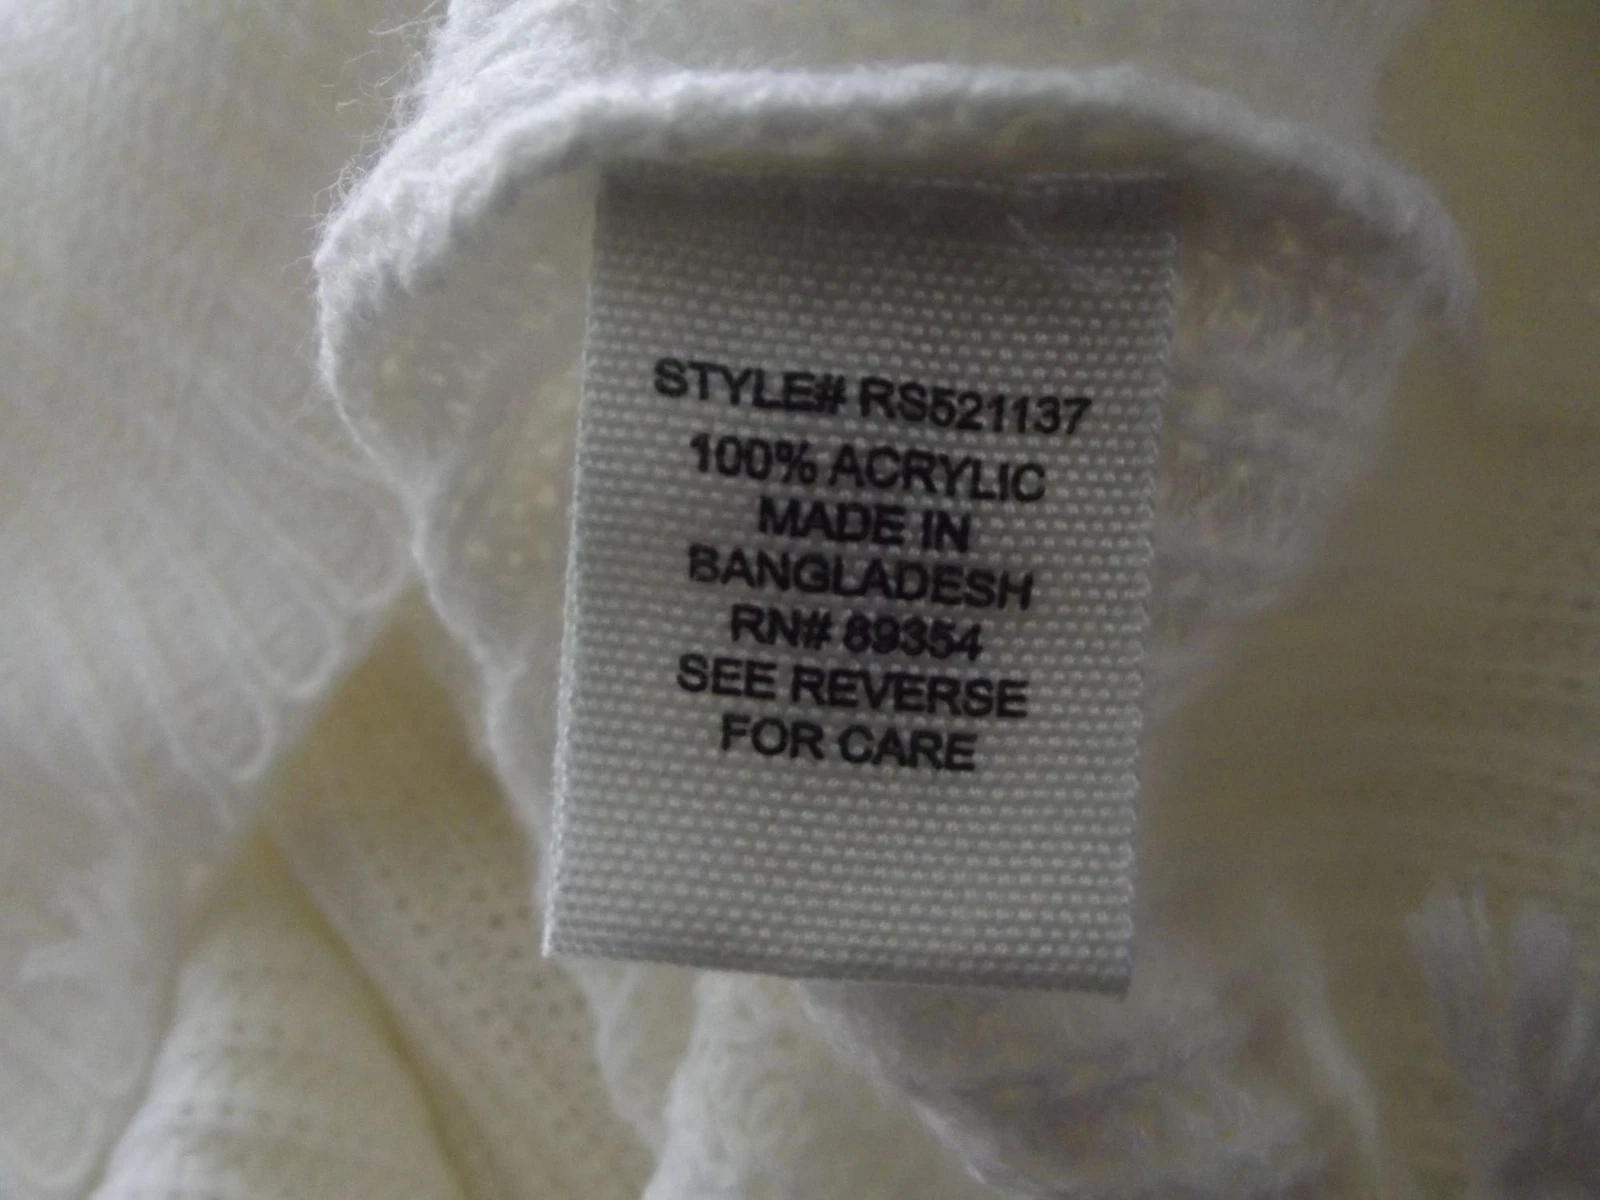 STYLE# RS521137
100% ACRYLIC
MADE IN
BANGLADESH
RN# 89354
SEE REVERSE
FOR CARE